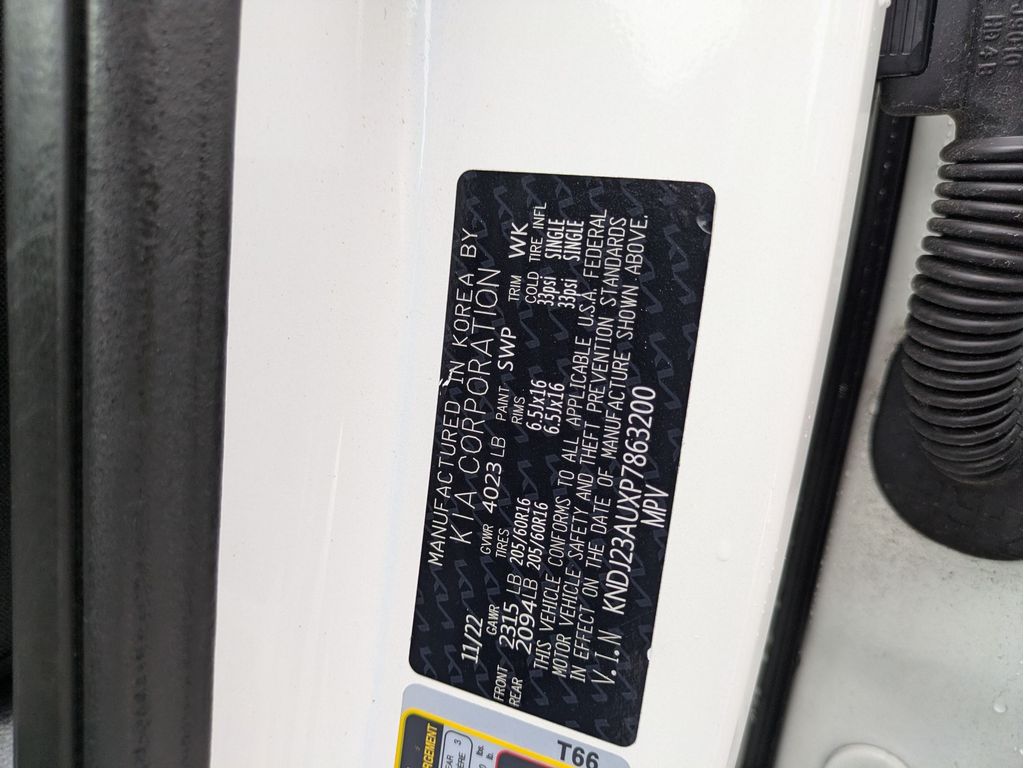 MANUFACTURED IN KOREA BY
KIA CORPORATION
11/22 GVWR 4023 LB PAINT SWP TRIM WK
GAWR TIRES RIMS COLD TIRE INFL
FRONT 2315 LB 205/60R16 6.5Jx16 33psi SINGLE
REAR 2094LB 205/60R16 6.5Jx16 33psi SINGLE
THIS VEHICLE CONFORMS TO ALL APPLICABLE U.S.A. FEDERAL
MOTOR VEHICLE SAFETY AND THEFT PREVENTION STANDARDS
IN EFFECT ON THE DATE OF MANUFACTURE SHOWN ABOVE.
V.I.N KNDJ23AUXP7863200
MPV
T66
HR4B